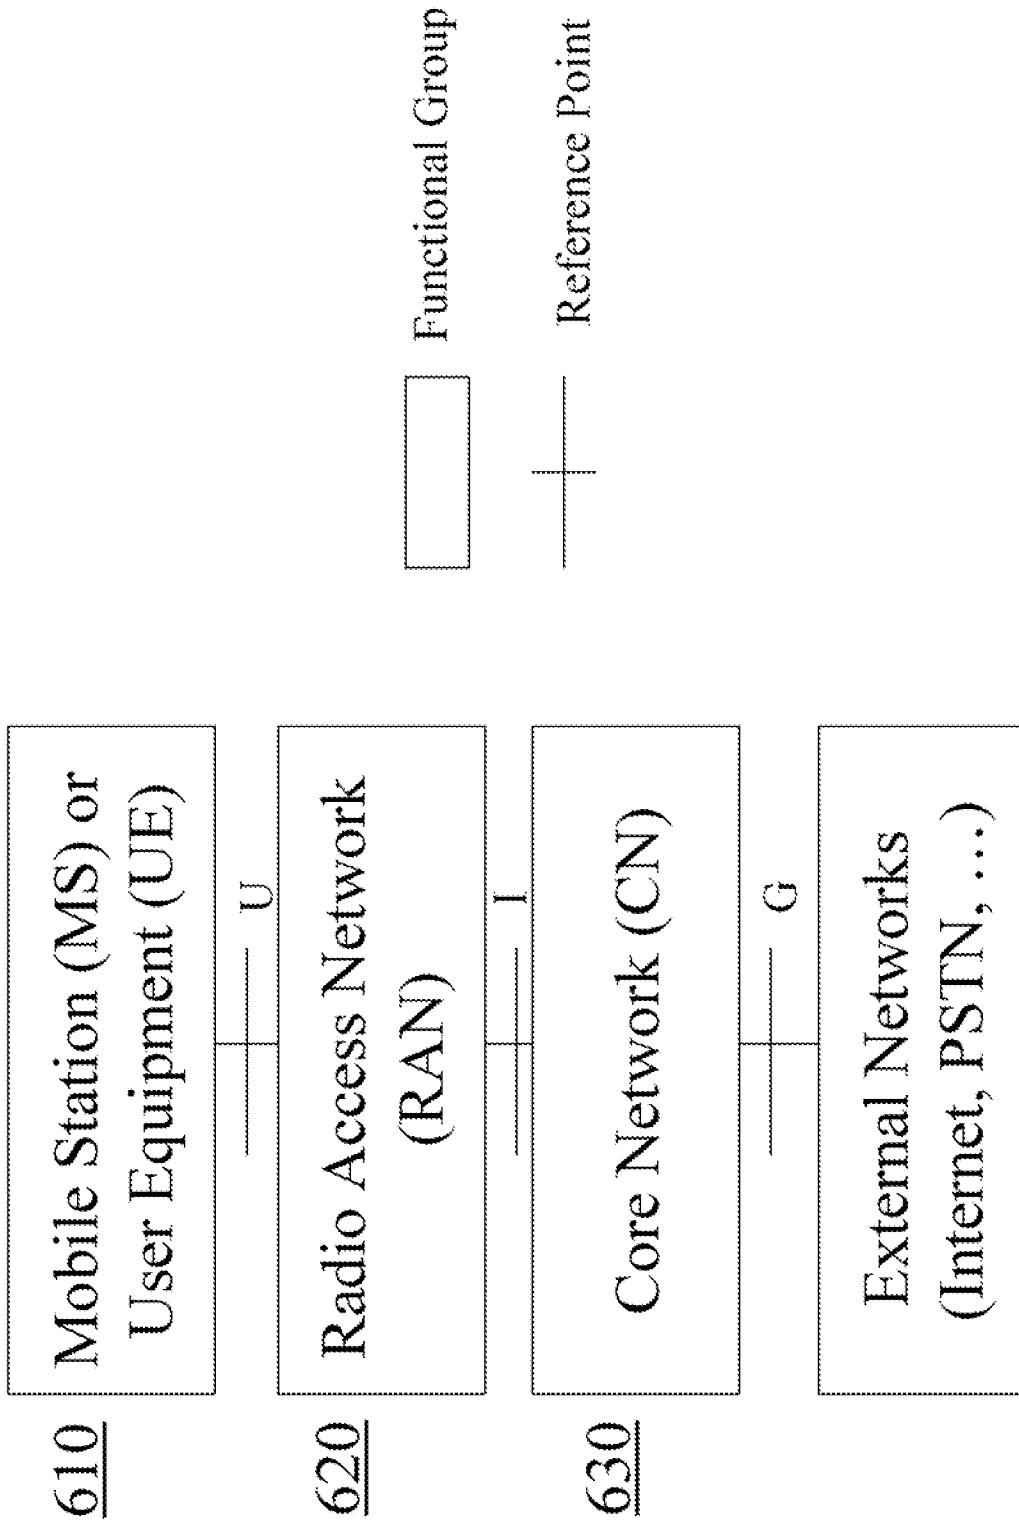 610
Mobile Station (MS) or
User Equipment (UE)
U
620
Radio Access Network
(RAN)
I
630
Core Network (CN)
G
External Networks
(Internet, PSTN, …)
Functional Group
Reference Point